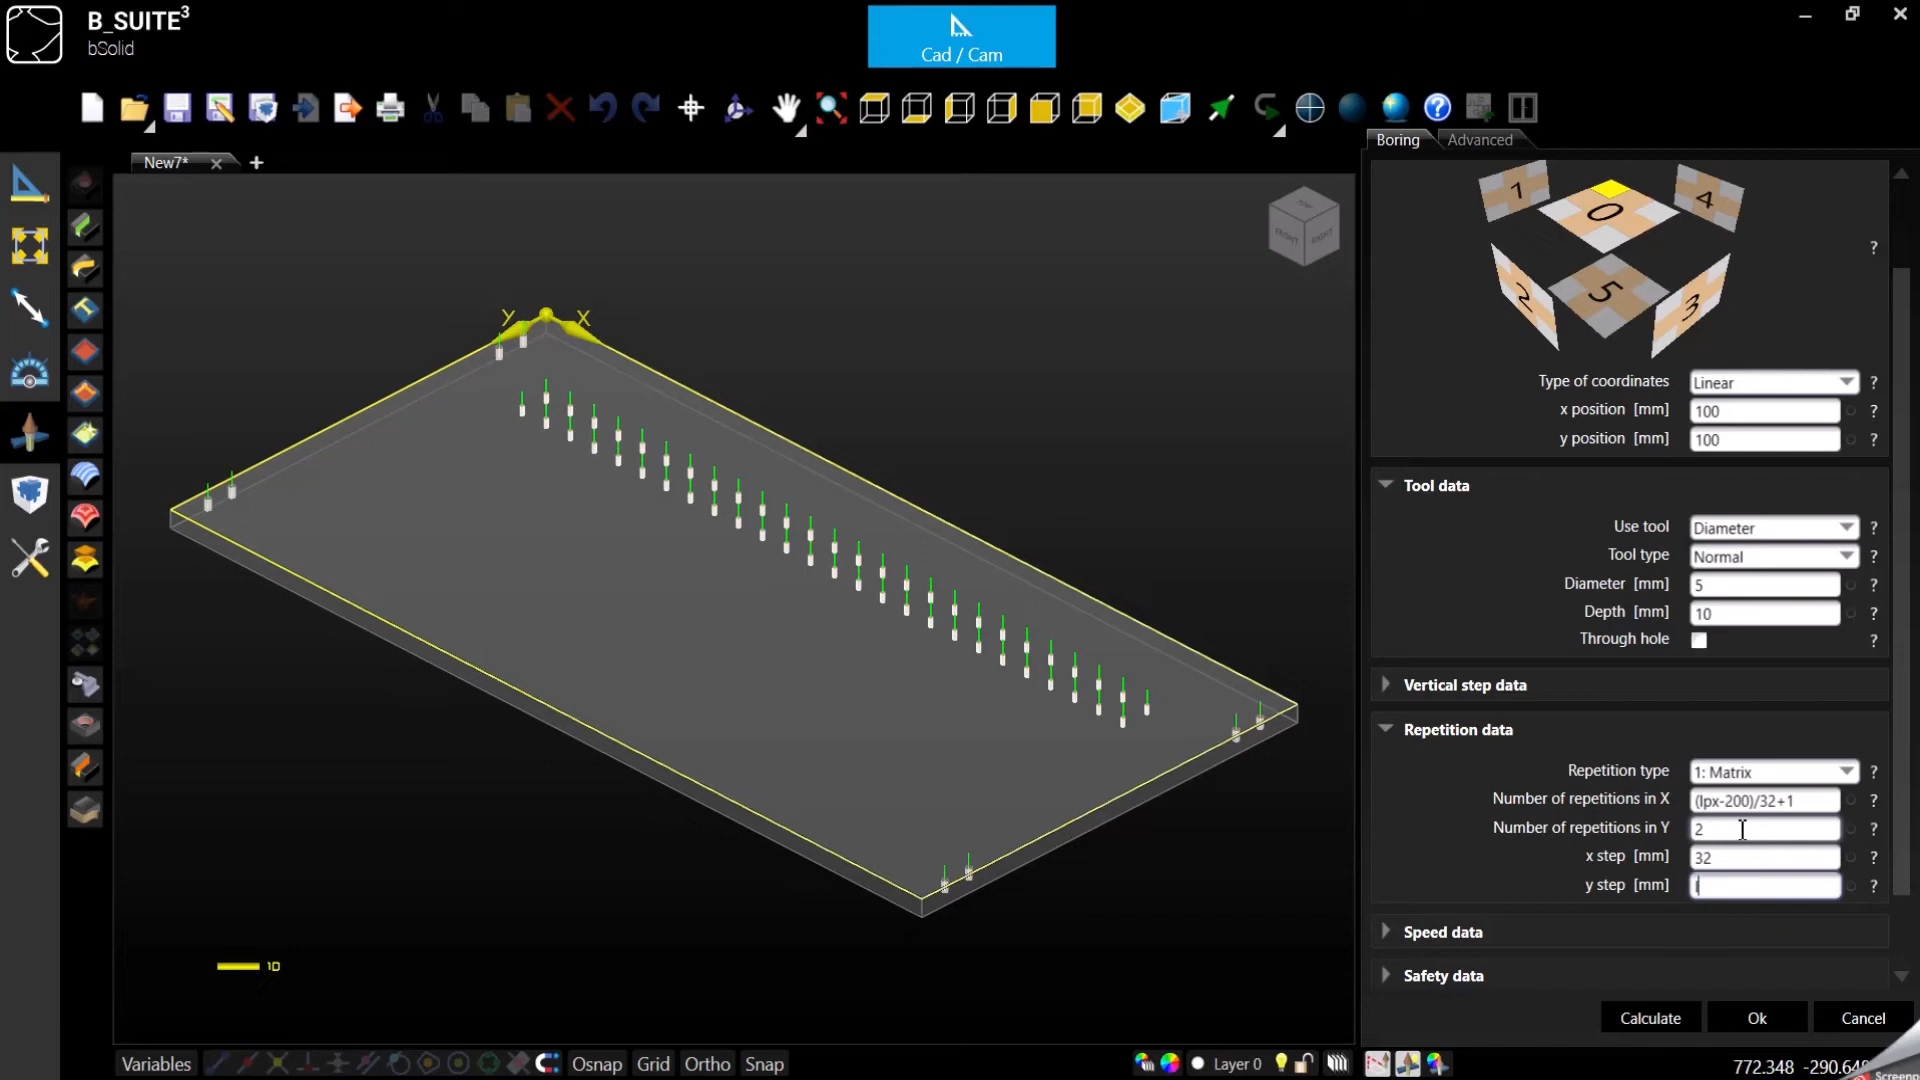 B_SUITE³
bSolid
Cad / Cam
New7*
Boring
Advanced
Y
X
TOP
FRONT
RIGHT
10
1
0
4
2
5
3
?
Type of coordinates Linear ?
x position [mm] 100 ?
y position [mm] 100 ?
Tool data
Use tool Diameter ?
Tool type Normal ?
Diameter [mm] 5 ?
Depth [mm] 10 ?
Through hole ?
Vertical step data
Repetition data
Repetition type 1: Matrix ?
Number of repetitions in X (lpx-200)/32+1 ?
Number of repetitions in Y 2 ?
x step [mm] 32 ?
y step [mm] ?
Speed data
Safety data
Calculate
Ok
Cancel
Variables
Osnap
Grid
Ortho
Snap
Layer 0
772.348